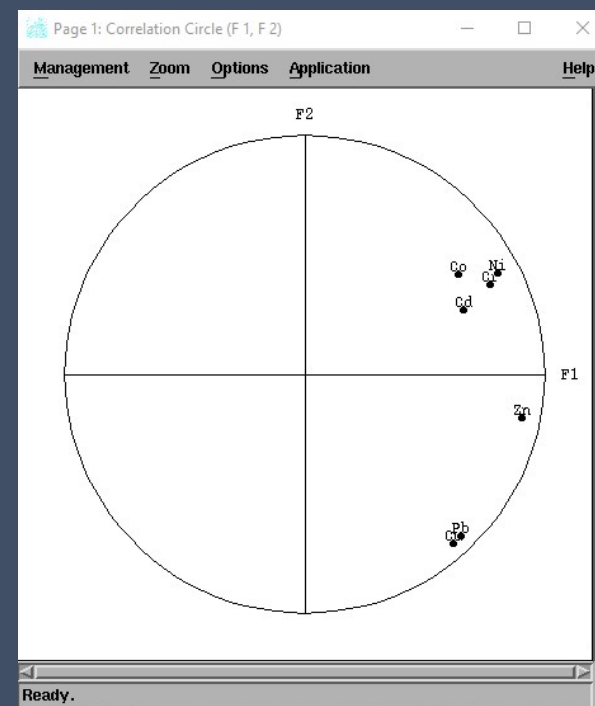 Page 1: Correlation Circle (F 1, F 2)
Management Zoom Options Application Help
F2
Co Ni
Cr
Cd
F1
Zn
Pb
Ready.